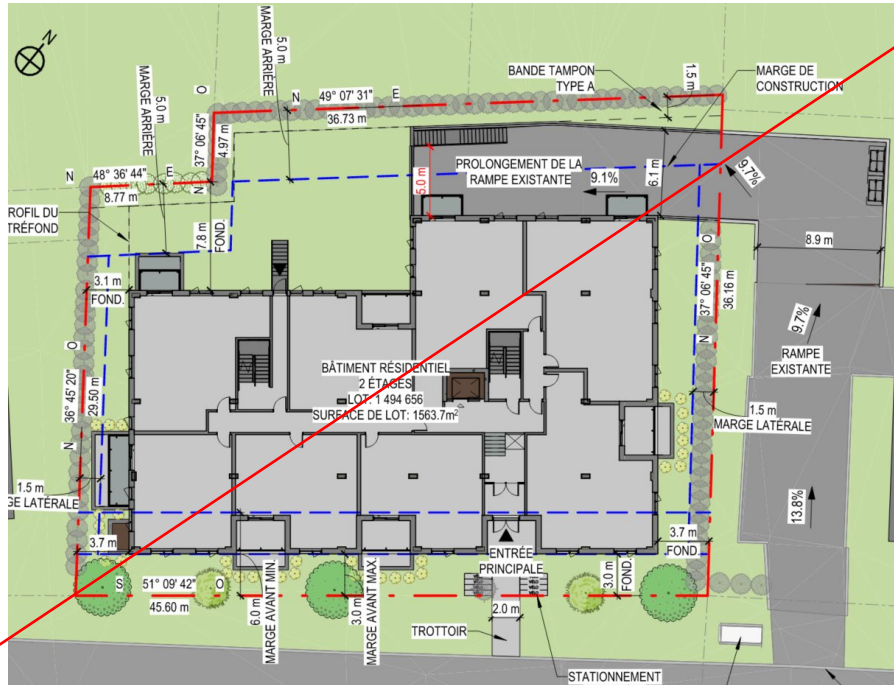 N
5.0 m
MARGE ARRIÈRE
5.0 m
MARGE ARRIÈRE
N 49° 07' 31" E
36.73 m
BANDE TAMPON
TYPE A
1.5 m
MARGE DE
CONSTRUCTION
N 37° 06' 45" O
4.97 m
N 48° 36' 44" E
8.77 m
PROLONGEMENT DE LA
RAMPE EXISTANTE
9.1%
5.0 m
6.1 m
9.7%
ROFIL DU
TRÉFOND
7.8 m
FOND.
3.1 m
FOND.
8.9 m
N 37° 06' 45" O
36.16 m
9.7%
RAMPE
EXISTANTE
N 36° 45' 20" O
29.50 m
BÂTIMENT RÉSIDENTIEL
2 ÉTAGES
LOT: 1 494 656
SURFACE DE LOT: 1563.7m²
1.5 m
MARGE LATÉRALE
1.5 m
GE LATÉRALE
13.8%
3.7 m
3.7 m
FOND.
ENTRÉE
PRINCIPALE
S 51° 09' 42" O
45.60 m
6.0 m
MARGE AVANT MIN.
3.0 m
MARGE AVANT MAX.
3.0 m
FOND.
2.0 m
TROTTOIR
STATIONNEMENT